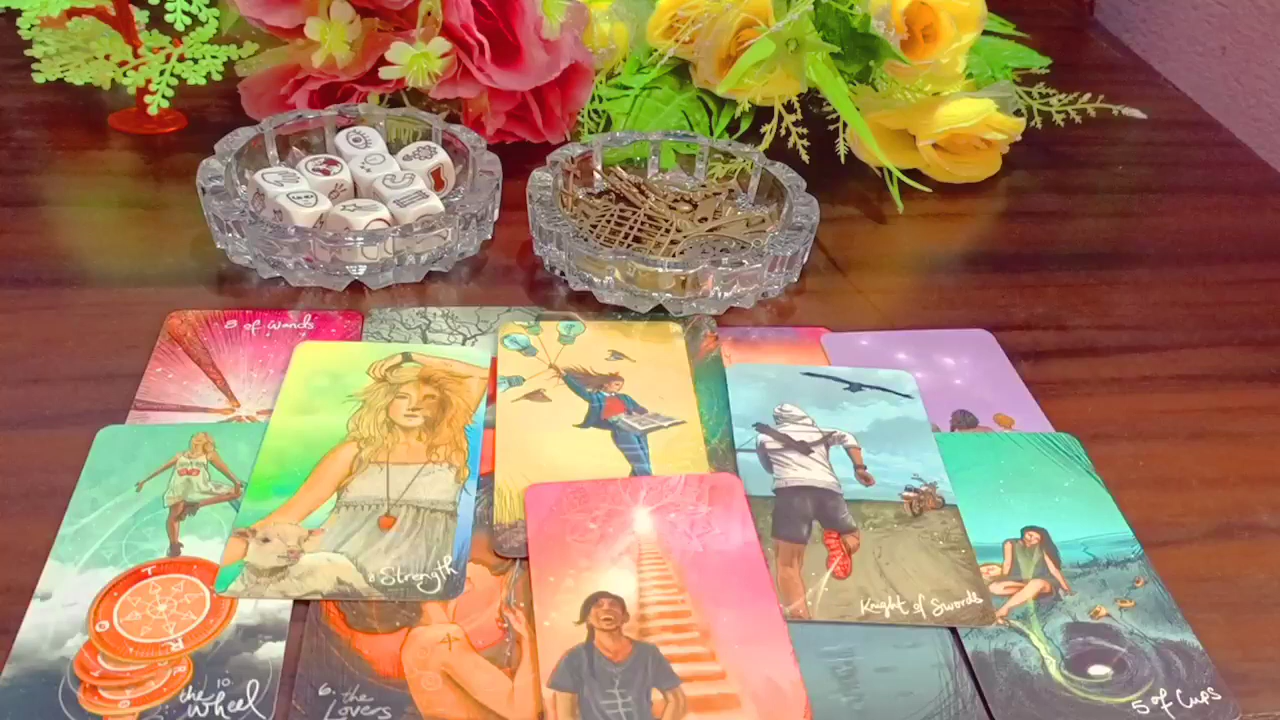 8 of wands
8 Strength
Knight of Swords
10.
the Wheel
T
R
6. the
Lovers
5 of Cups